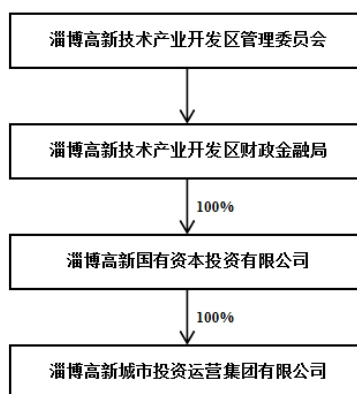 淄博高新技术产业开发区管理委员会
淄博高新技术产业开发区财政金融局
100%
淄博高新国有资本投资有限公司
100%
淄博高新城市投资运营集团有限公司